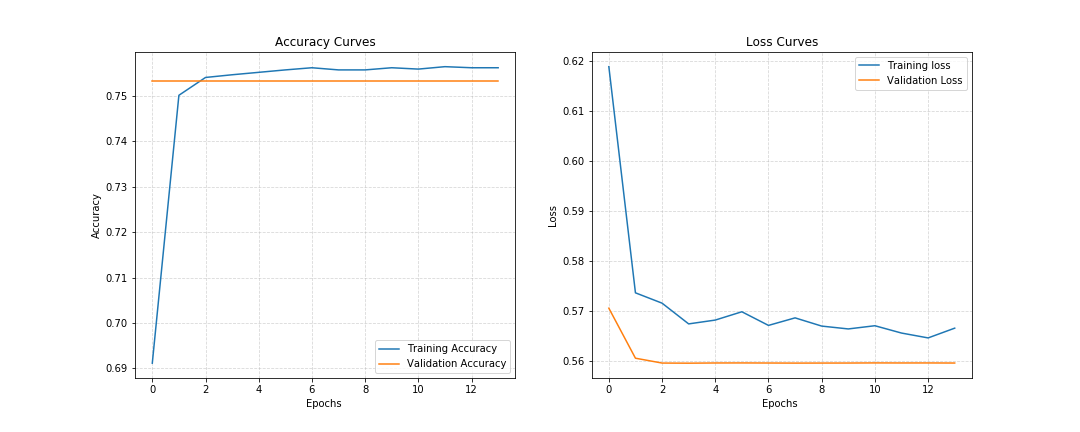 Accuracy Curves
0.75
0.74
0.73
0.72
0.71
0.70
0.69
Accuracy
0 2 4 6 8 10 12
Epochs
Training Accuracy
Validation Accuracy
Loss Curves
0.62
0.61
0.60
0.59
0.58
0.57
0.56
Loss
0 2 4 6 8 10 12
Epochs
Training loss
Validation Loss